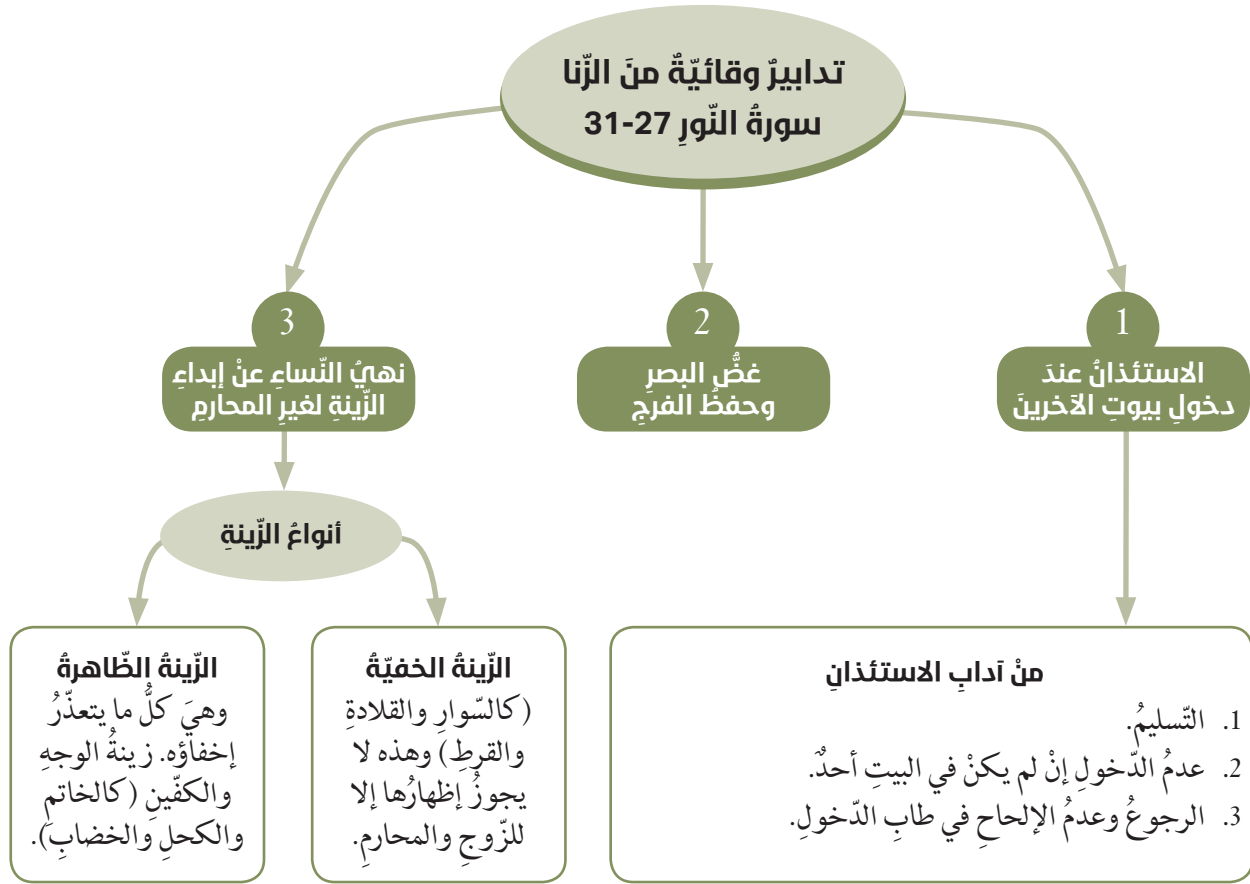 تدابيرٌ وقائيّةٌ منَ الزّنا
سورةُ النّورِ 27-31
1
الاستئذانُ عندَ
دخولِ بيوتِ الآخرينَ
2
غضُّ البصرِ
وحفظُ الفرجِ
3
نهيُ النّساءِ عنْ إبداءِ
الزّينةِ لغيرِ المحارمِ
منْ آدابِ الاستئذانِ
1. التّسليمُ.
2. عدمُ الدّخولِ إنْ لم يكنْ في البيتِ أحدٌ.
3. الرجوعُ وعدمُ الإلحاحِ في طابِ الدّخولِ.
أنواعُ الزّينةِ
الزّينةُ الخفيّةُ
(كالسّوارِ والقلادةِ
والقرطِ) وهذه لا
يجوزُ إظهارُها إلا
للزّوجِ والمحارمِ.
الزّينةُ الظّاهرةُ
وهيَ كلُّ ما يتعذّرُ
إخفاؤه. زينةُ الوجهِ
والكفّينِ (كالخاتمِ
والكحلِ والخضابِ).